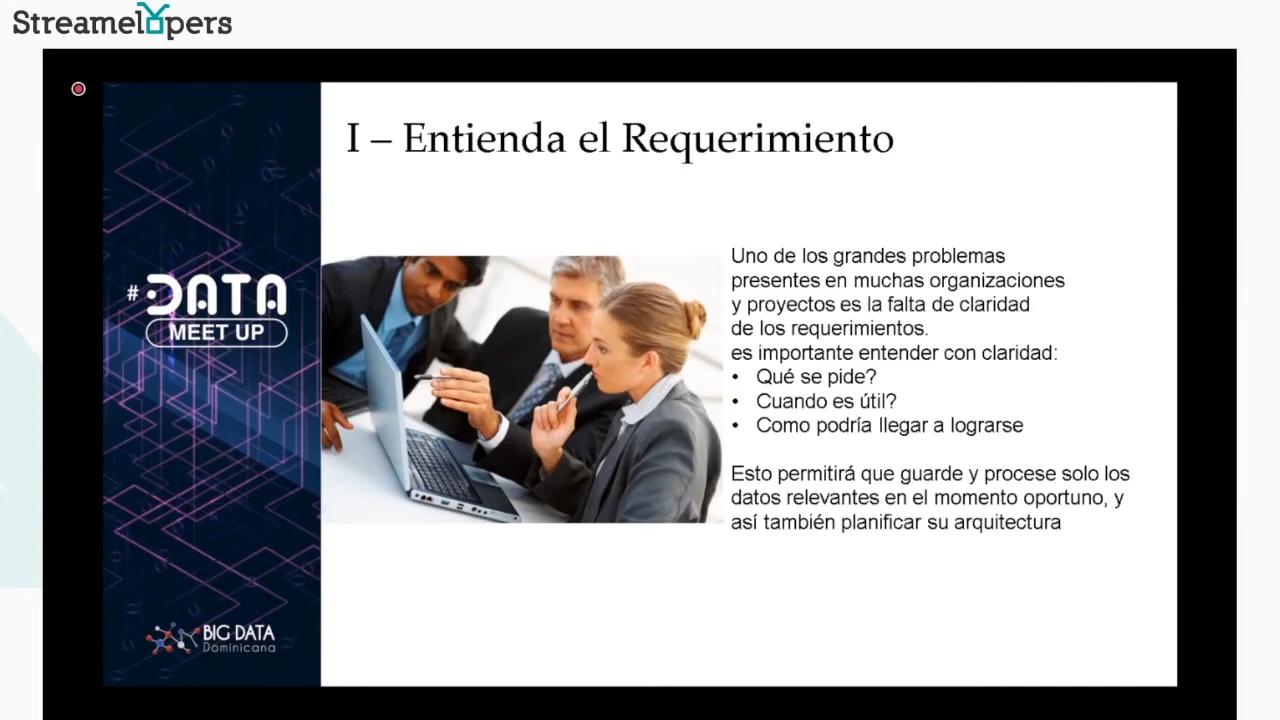 Streamelopers
I – Entienda el Requerimiento
#DATA
MEET UP
Uno de los grandes problemas
presentes en muchas organizaciones
y proyectos es la falta de claridad
de los requerimientos.
es importante entender con claridad:
• Qué se pide?
• Cuando es útil?
• Como podría llegar a lograrse
Esto permitirá que guarde y procese solo los
datos relevantes en el momento oportuno, y
así también planificar su arquitectura
BIG DATA
Dominicana